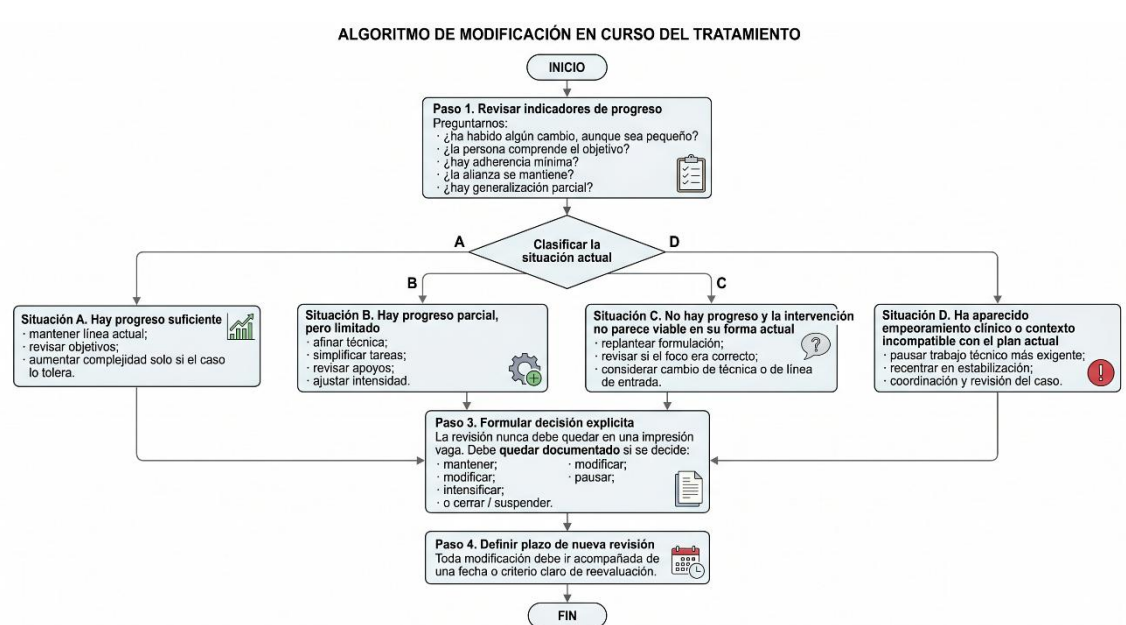 ALGORITMO DE MODIFICACIÓN EN CURSO DEL TRATAMIENTO
INICIO
Paso 1. Revisar indicadores de progreso
Preguntarnos:
· ¿ha habido algún cambio, aunque sea pequeño?
· ¿la persona comprende el objetivo?
· ¿hay adherencia mínima?
· ¿la alianza se mantiene?
· ¿hay generalización parcial?
Clasificar la
situación actual
A
B
C
D
Situación A. Hay progreso suficiente
· mantener línea actual;
· revisar objetivos;
· aumentar complejidad solo si el caso
lo tolera.
Situación B. Hay progreso parcial,
pero limitado
· afinar técnica;
· simplificar tareas;
· revisar apoyos;
· ajustar intensidad.
Situación C. No hay progreso y la intervención
no parece viable en su forma actual
· replantear formulación;
· revisar si el foco era correcto;
· considerar cambio de técnica o de línea
de entrada.
?
Situación D. Ha aparecido
empeoramiento clínico o contexto
incompatible con el plan actual
· pausar trabajo técnico más exigente;
· recentrar en estabilización;
· coordinación y revisión del caso.
!
Paso 3. Formular decisión explicita
La revisión nunca debe quedar en una impresión
vaga. Debe quedar documentado si se decide:
· mantener; · modificar;
· modificar; · pausar;
· intensificar;
· o cerrar / suspender.
Paso 4. Definir plazo de nueva revisión
Toda modificación debe ir acompañada de
una fecha o criterio claro de reevaluación.
FIN